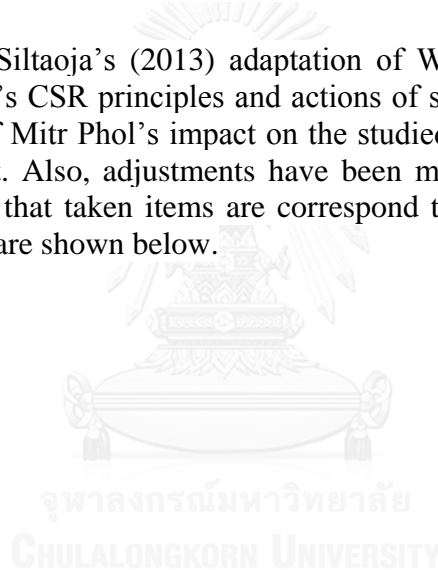 Siltaoja’s (2013) adaptation of W
’s CSR principles and actions of s
f Mitr Phol’s impact on the studied
t. Also, adjustments have been m
that taken items are correspond t
are shown below.
จุฬาลงกรณ์มหาวิทยาลัย
CHULALONGKORN UNIVERSITY